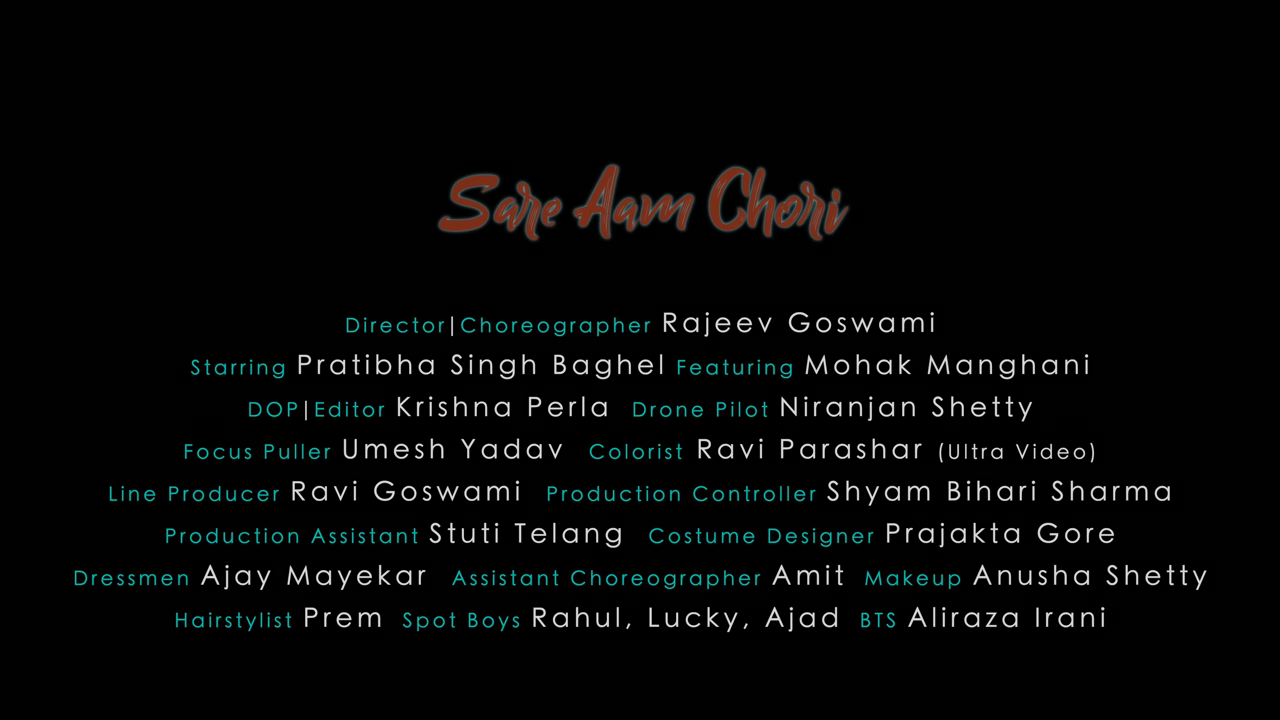 Sare Aam Chori
Director|Choreographer Rajeev Goswami
Starring Pratibha Singh Baghel Featuring Mohak Manghani
DOP|Editor Krishna Perla Drone Pilot Niranjan Shetty
Focus Puller Umesh Yadav Colorist Ravi Parashar (Ultra Video)
Line Producer Ravi Goswami Production Controller Shyam Bihari Sharma
Production Assistant Stuti Telang Costume Designer Prajakta Gore
Dressmen Ajay Mayekar Assistant Choreographer Amit Makeup Anusha Shetty
Hairstylist Prem Spot Boys Rahul, Lucky, Ajad BTS Aliraza Irani